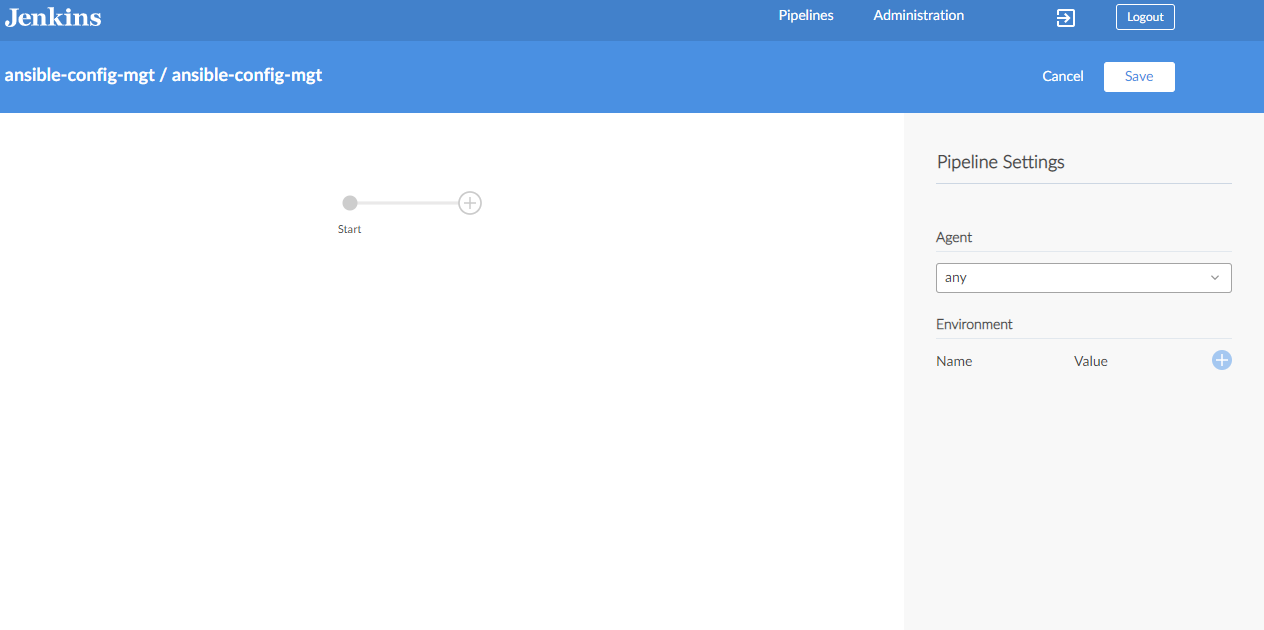 Jenkins
Pipelines
Administration
Logout
ansible-config-mgt / ansible-config-mgt
Cancel
Save
Start
Pipeline Settings
Agent
any
Environment
Name
Value